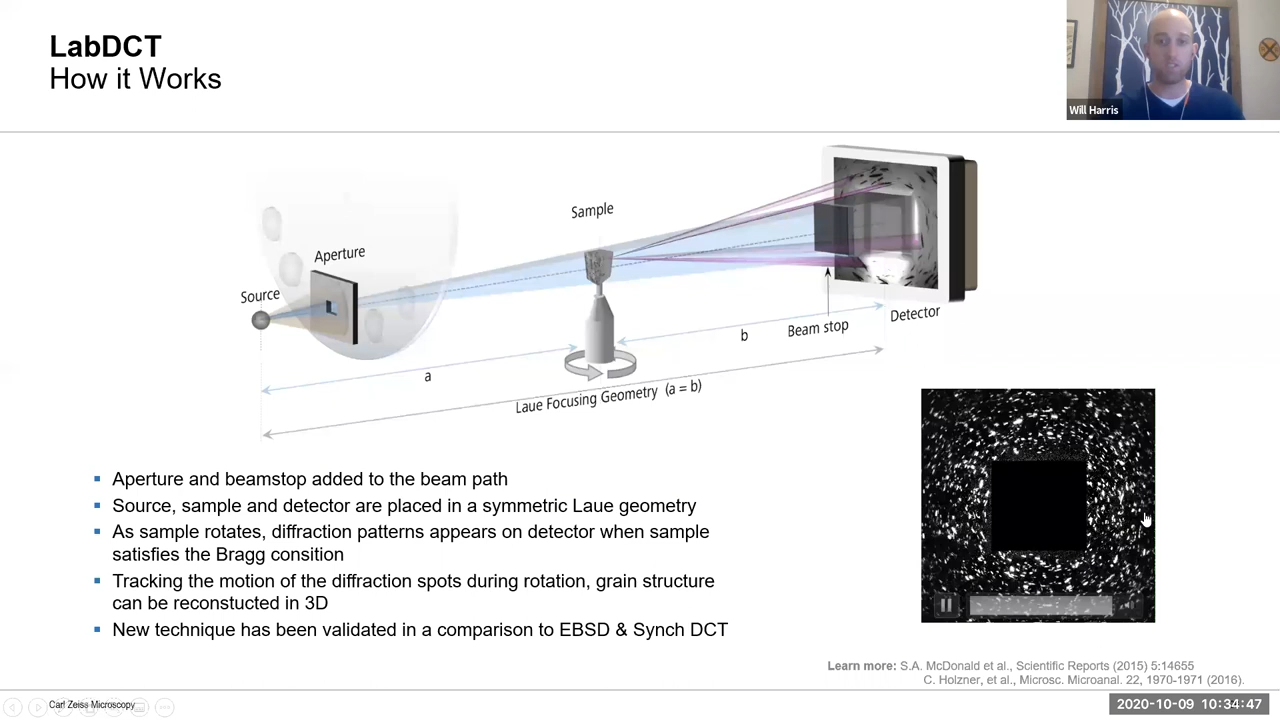 LabDCT
How it Works
Will Harris
Sample
Aperture
Source
Beam stop
Detector
a
b
Laue Focusing Geometry (a = b)
Aperture and beamstop added to the beam path
Source, sample and detector are placed in a symmetric Laue geometry
As sample rotates, diffraction patterns appears on detector when sample
satisfies the Bragg consition
Tracking the motion of the diffraction spots during rotation, grain structure
can be reconstucted in 3D
New technique has been validated in a comparison to EBSD & Synch DCT
Learn more: S.A. McDonald et al., Scientific Reports (2015) 5:14655
C. Holzner, et al., Microsc. Microanal. 22, 1970-1971 (2016).
Carl Zeiss Microscopy
2020-10-09 10:34:47